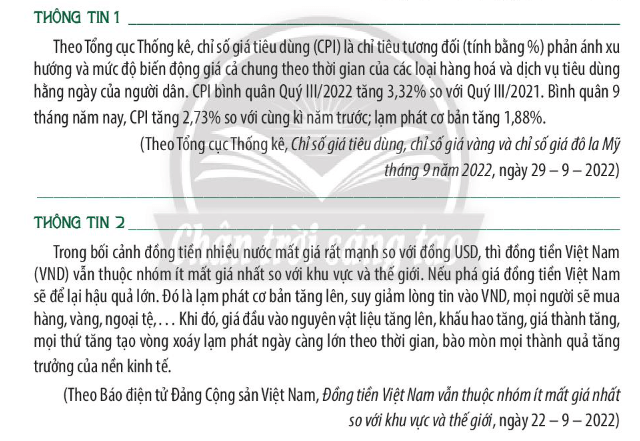 THÔNG TIN 1
Theo Tổng cục Thống kê, chỉ số giá tiêu dùng (CPI) là chỉ tiêu tương đối (tính bằng %) phản ánh xu
hướng và mức độ biến động giá cả chung theo thời gian của các loại hàng hoá và dịch vụ tiêu dùng
hằng ngày của người dân. CPI bình quân Quý III/2022 tăng 3,32% so với Quý III/2021. Bình quân 9
tháng năm nay, CPI tăng 2,73% so với cùng kì năm trước; lạm phát cơ bản tăng 1,88%.
(Theo Tổng cục Thống kê, Chỉ số giá tiêu dùng, chỉ số giá vàng và chỉ số giá đô la Mỹ
tháng 9 năm 2022, ngày 29 – 9 – 2022)
Chân trời sáng tạo
THÔNG TIN 2
Trong bối cảnh đồng tiền nhiều nước mất giá rất mạnh so với đồng USD, thì đồng tiền Việt Nam
(VND) vẫn thuộc nhóm ít mất giá nhất so với khu vực và thế giới. Nếu phá giá đồng tiền Việt Nam
sẽ để lại hậu quả lớn. Đó là lạm phát cơ bản tăng lên, suy giảm lòng tin vào VND, mọi người sẽ mua
hàng, vàng, ngoại tệ,… Khi đó, giá đầu vào nguyên vật liệu tăng lên, khấu hao tăng, giá thành tăng,
mọi thứ tăng tạo vòng xoáy lạm phát ngày càng lớn theo thời gian, bào mòn mọi thành quả tăng
trưởng của nền kinh tế.
(Theo Báo điện tử Đảng Cộng sản Việt Nam, Đồng tiền Việt Nam vẫn thuộc nhóm ít mất giá nhất
so với khu vực và thế giới, ngày 22 – 9 – 2022)